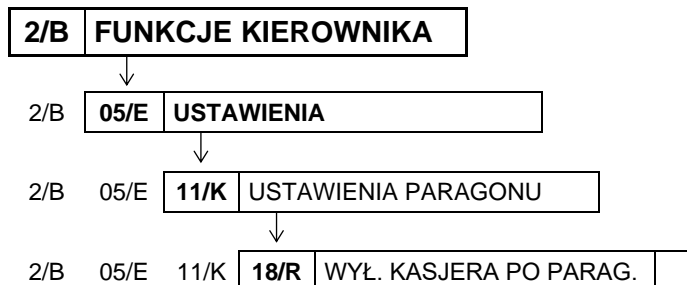 2/B FUNKCJE KIEROWNIKA
2/B 05/E USTAWIENIA
2/B 05/E 11/K USTAWIENIA PARAGONU
2/B 05/E 11/K 18/R WYŁ. KASJERA PO PARAG.